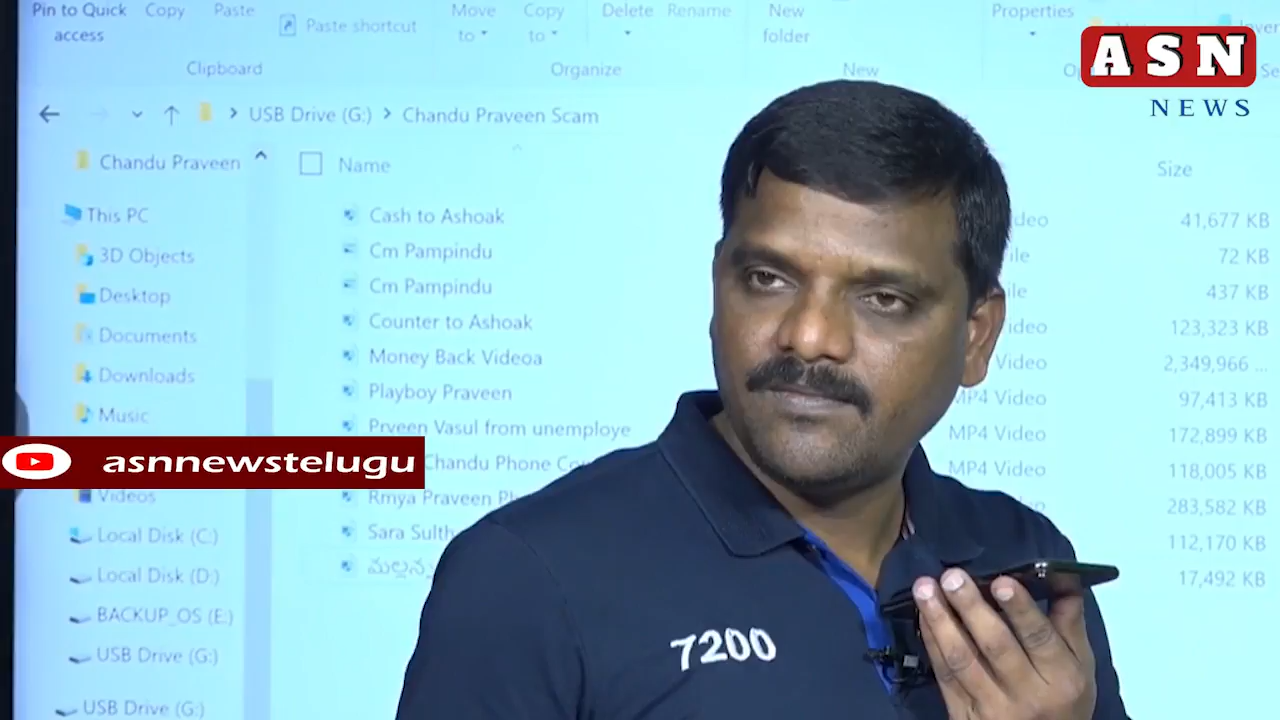 Pin to Quick access
Copy
Paste
Paste shortcut
Move to
Copy to
Delete
Rename
New folder
Properties
Clipboard
Organize
New
ASN
NEWS
USB Drive (G:) > Chandu Praveen Scam
Chandu Praveen
Name
Size
This PC
3D Objects
Desktop
Documents
Downloads
Music
Videos
Local Disk (C:)
Local Disk (D:)
BACKUP_OS (E:)
USB Drive (G:)
USB Drive (G:)
Cash to Ashoak 41,677 KB
Cm Pampindu 72 KB
Cm Pampindu 437 KB
Counter to Ashoak 123,323 KB
Money Back Videoa Video 2,349,966 ...
Playboy Praveen MP4 Video 97,413 KB
Prveen Vasul from unemploye MP4 Video 172,899 KB
Chandu Phone MP4 Video 118,005 KB
Rmya Praveen 283,582 KB
Sara 112,170 KB
17,492 KB
asnnewstelugu
7200